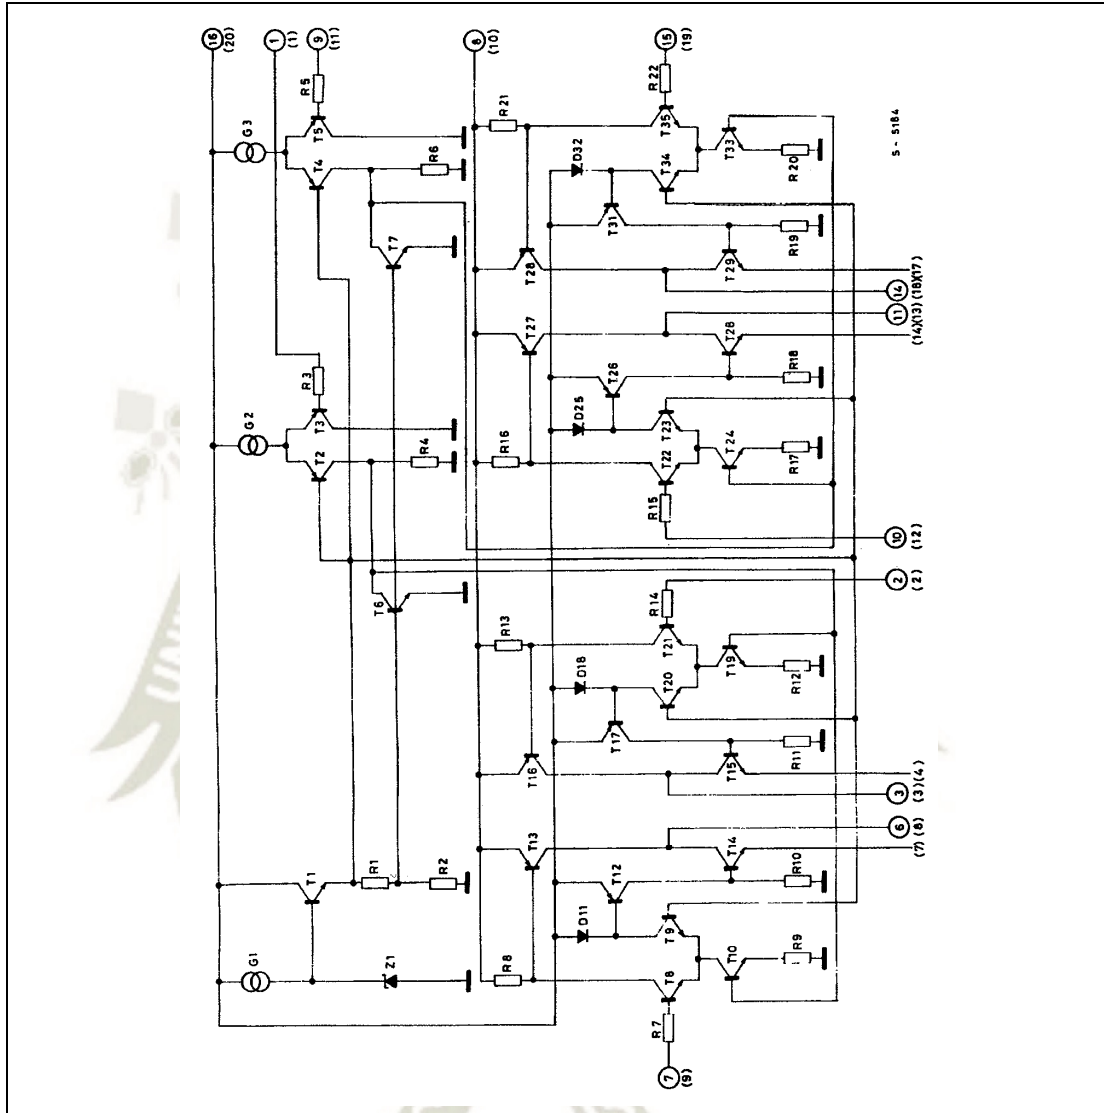 16
(20)
1
(1)
9
(11)
8
(10)
15
(19)
R5
G3
T5
T4
R6
T7
R3
G2
T3
T2
R4
T6
T1
R1
R2
G1
Z1
R22
R21
T35
D32
T34
T33
R20
T31
R19
T28
T29
14
(18)(17)
11
(14)(13)
T27
T28
T26
R18
D25
T23
R16
T22
T24
R17
R15
10
(12)
2
(2)
R14
R13
T21
D18
T20
T19
R12
T17
R11
T16
T15
3
(3)(4)
6
(7)(8)
T13
T14
T12
R10
D11
T9
R8
T8
T10
R9
R7
7
(9)
S - 5184